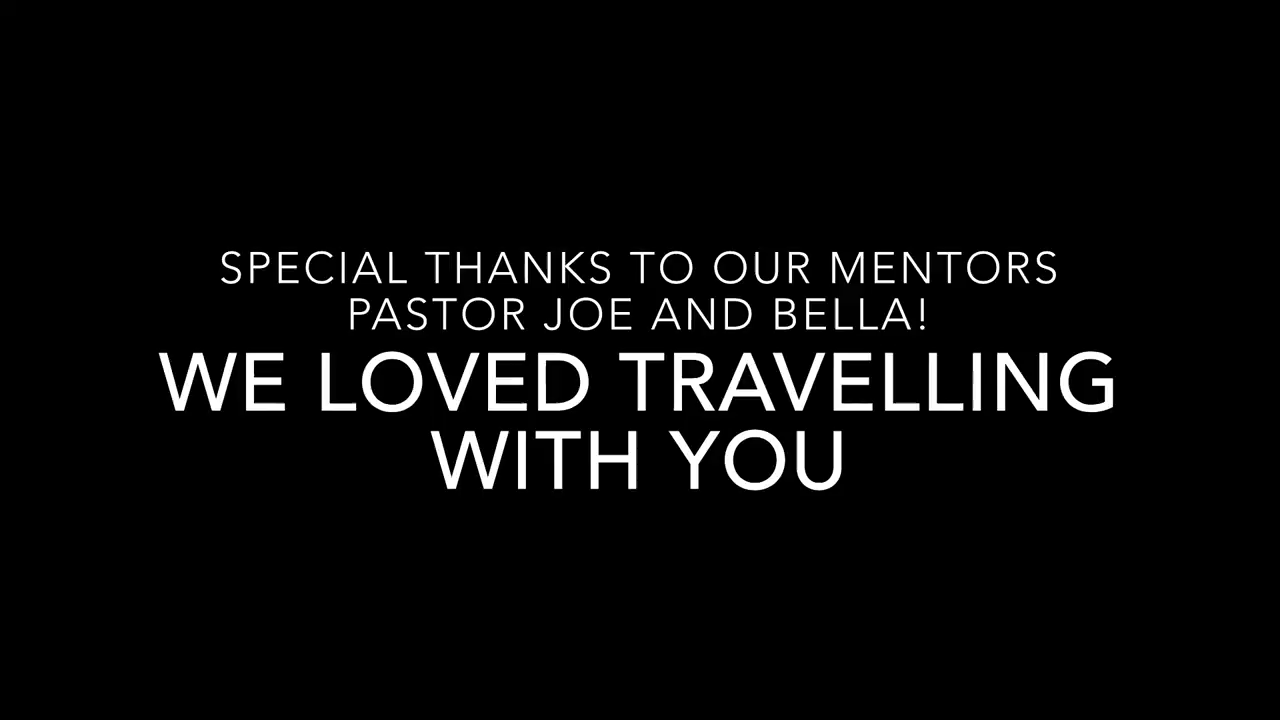 SPECIAL THANKS TO OUR MENTORS
PASTOR JOE AND BELLA!
WE LOVED TRAVELLING
WITH YOU